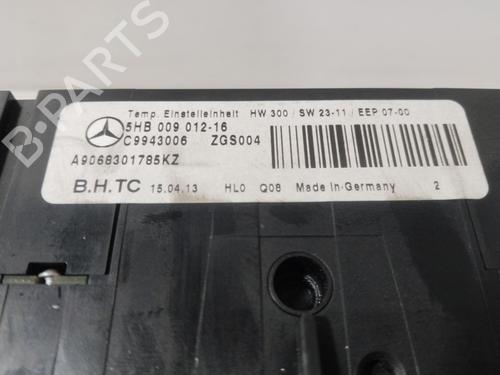 Temp. Einstelleinheit HW 300 / SW 23-11 / EEP 07-00
5HB 009 012-16
C9943006 ZGS004
A9068301785KZ
B.H.TC 15.04.13 HL0 Q08 Made in Germany 2
B-PARTS